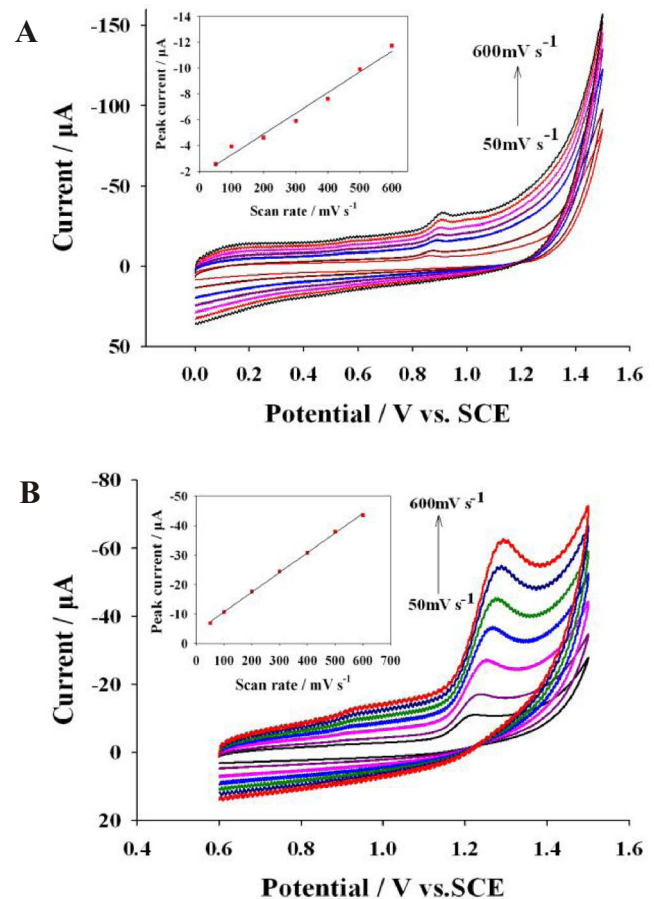 A
-150
-100
-50
0
50
Current / µA
0.0 0.2 0.4 0.6 0.8 1.0 1.2 1.4 1.6
Potential / V vs. SCE
-14
-12
-10
-8
-6
-4
-2
Peak current / µA
0 100 200 300 400 500 600
Scan rate / mV s-1
600mV s-1
50mV s-1
B
-80
-60
-40
-20
0
20
Current / µA
0.4 0.6 0.8 1.0 1.2 1.4 1.6
Potential / V vs.SCE
-50
-40
-30
-20
-10
0
Peak current / µA
0 100 200 300 400 500 600 700
Scan rate / mV s-1
600mV s-1
50mV s-1